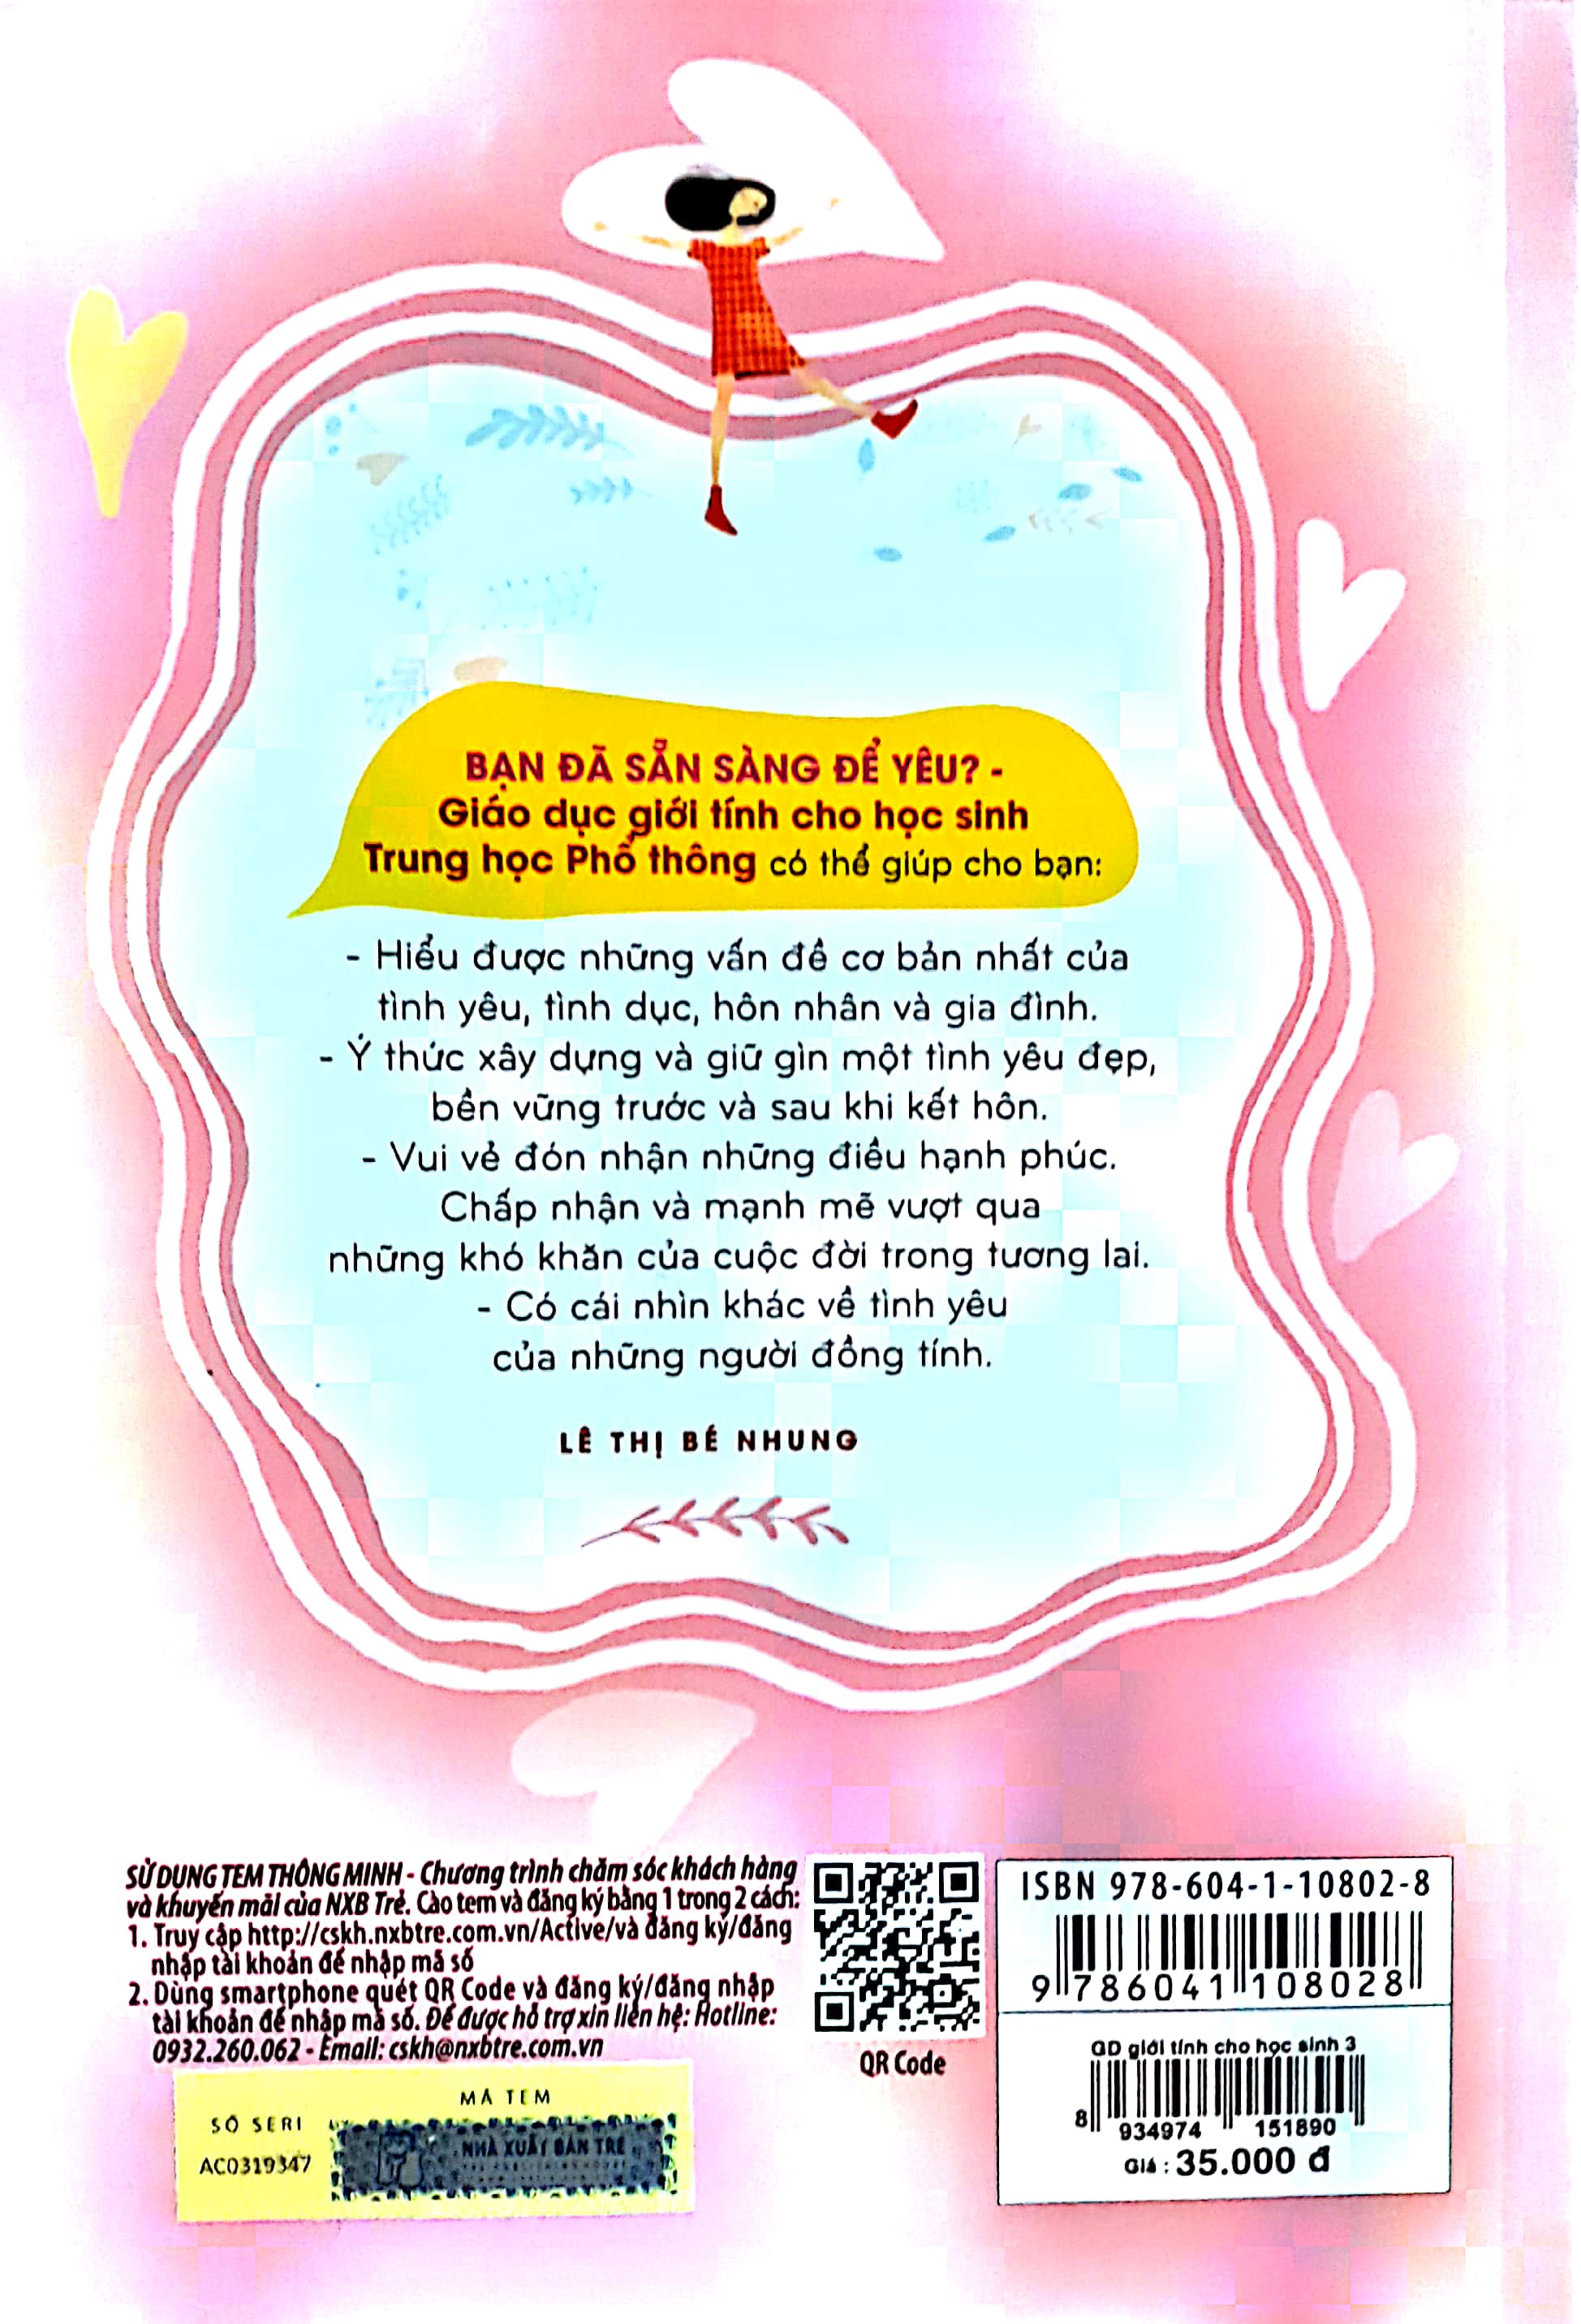 BẠN ĐÃ SẴN SÀNG ĐỂ YÊU? -
Giáo dục giới tính cho học sinh
Trung học Phổ thông có thể giúp cho bạn:
- Hiểu được những vấn đề cơ bản nhất của
tình yêu, tình dục, hôn nhân và gia đình.
- Ý thức xây dựng và giữ gìn một tình yêu đẹp,
bền vững trước và sau khi kết hôn.
- Vui vẻ đón nhận những điều hạnh phúc.
Chấp nhận và mạnh mẽ vượt qua
những khó khăn của cuộc đời trong tương lai.
- Có cái nhìn khác về tình yêu
của những người đồng tính.
LÊ THỊ BÉ NHUNG
SỬ DỤNG TEM THÔNG MINH - Chương trình chăm sóc khách hàng
và khuyến mãi của NXB Trẻ. Cào tem và đăng ký bằng 1 trong 2 cách:
1. Truy cập http://cskh.nxbtre.com.vn/Active/và đăng ký/đăng
nhập tài khoản để nhập mã số
2. Dùng smartphone quét QR Code và đăng ký/đăng nhập
tài khoản để nhập mã số. Để được hỗ trợ xin liên hệ: Hotline:
0932.260.062 - Email: cskh@nxbtre.com.vn
QR Code
ISBN 978-604-1-10802-8
9 786041 108028
GD giới tính cho học sinh 3
8 934974 151890
Giá : 35.000 đ
MÃ TEM
SỐ SERI
AC0319347
NHÀ XUẤT BẢN TRẺ